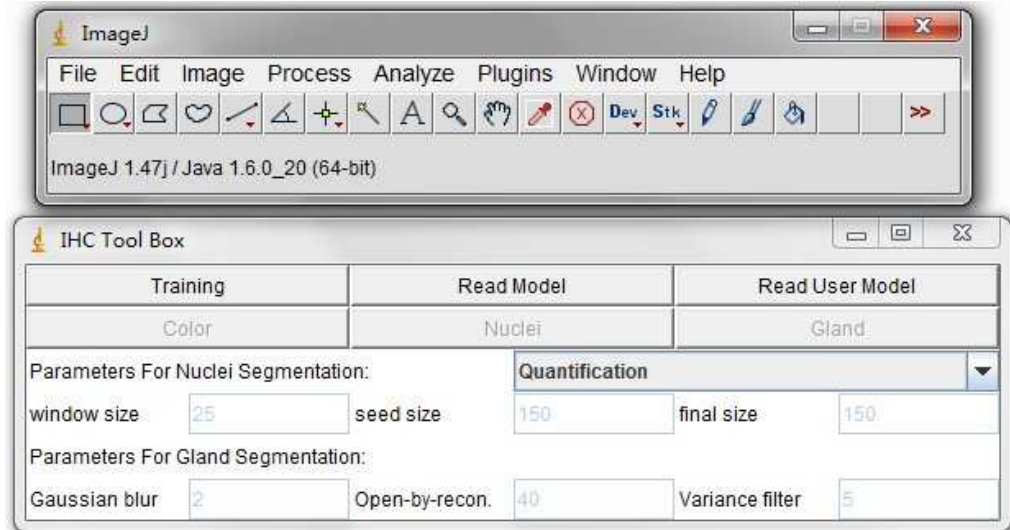 ImageJ
File Edit Image Process Analyze Plugins Window Help
A Dev Stk >>
ImageJ 1.47j / Java 1.6.0_20 (64-bit)
IHC Tool Box
Training Read Model Read User Model
Color Nuclei Gland
Parameters For Nuclei Segmentation: Quantification
window size 25 seed size 150 final size 150
Parameters For Gland Segmentation:
Gaussian blur 2 Open-by-recon. 40 Variance filter 5